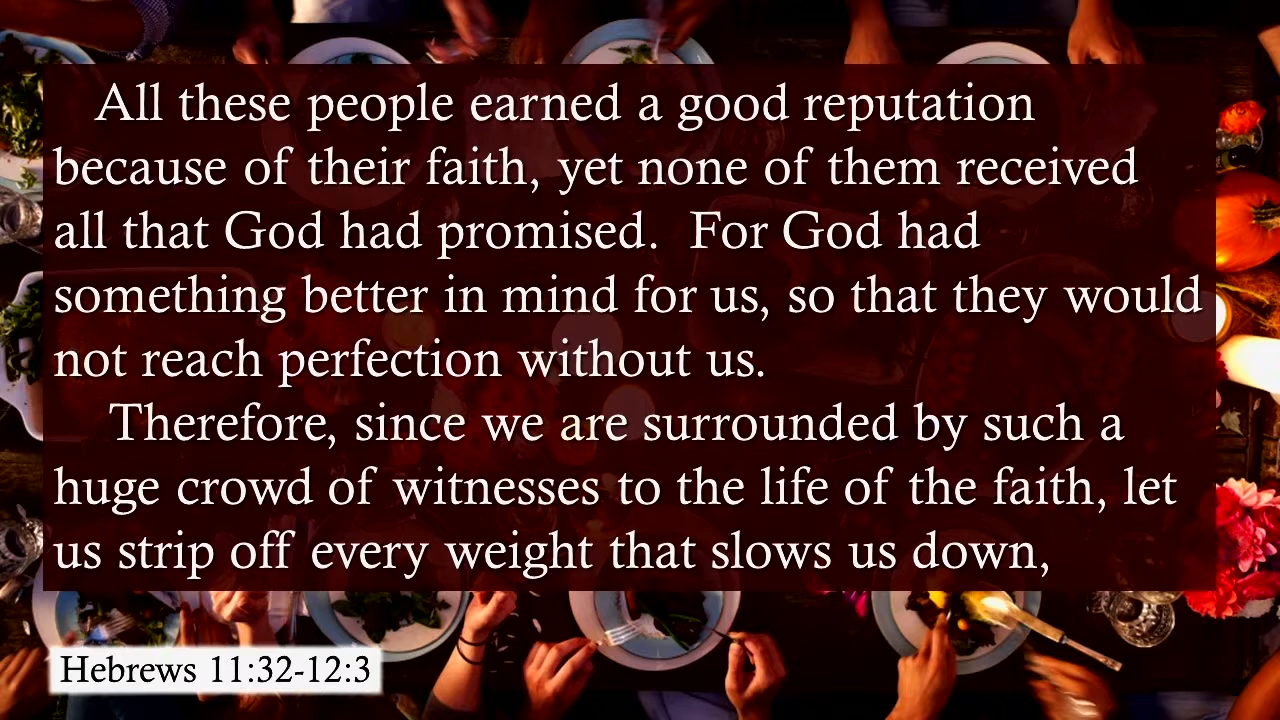 All these people earned a good reputation
because of their faith, yet none of them received
all that God had promised.  For God had
something better in mind for us, so that they would
not reach perfection without us.
Therefore, since we are surrounded by such a
huge crowd of witnesses to the life of the faith, let
us strip off every weight that slows us down,
Hebrews 11:32-12:3